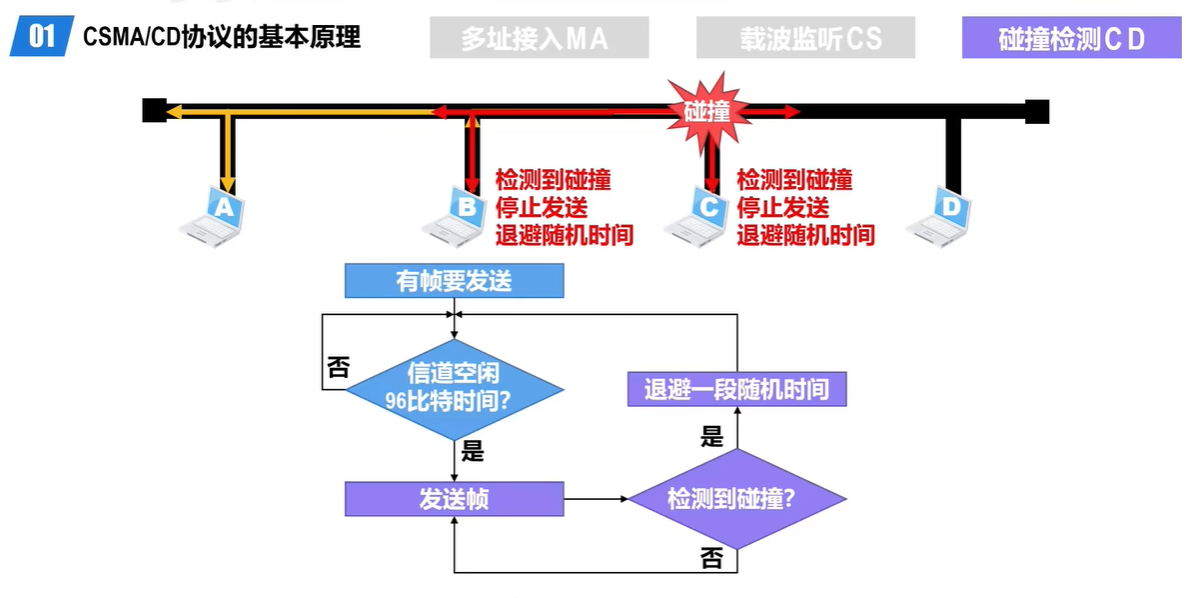 01 CSMA/CD协议的基本原理
多址接入MA
载波监听CS
碰撞检测CD
碰撞
A
B
检测到碰撞
停止发送
退避随机时间
C
检测到碰撞
停止发送
退避随机时间
D
有帧要发送
否
信道空闲
96比特时间?
是
发送帧
退避一段随机时间
是
检测到碰撞?
否